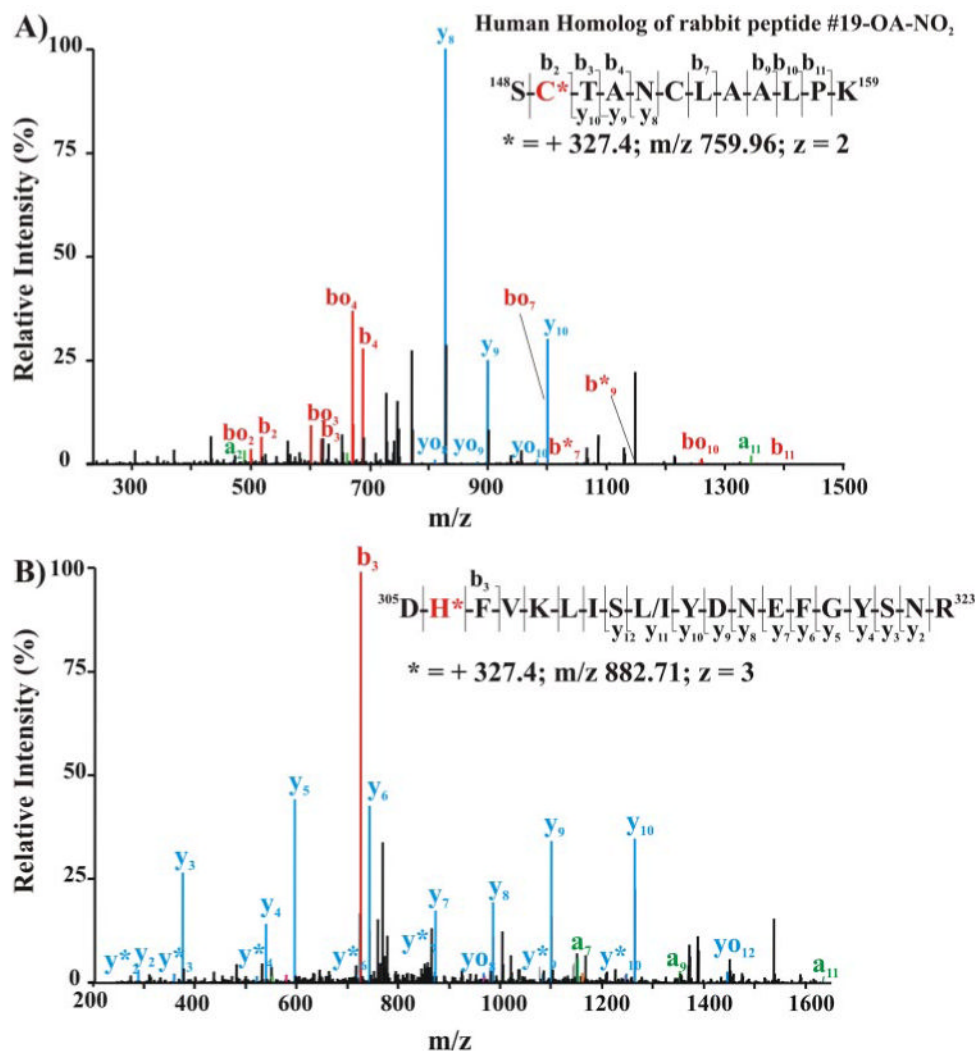 A)
Human Homolog of rabbit peptide #19-OA-NO₂
b₂ b₃ b₄ b₇ b₉ b₁₀ b₁₁
¹⁴⁸S-C*-T-A-N-C-L-A-A-L-P-K¹⁵⁹
y₁₀ y₉ y₈
* = + 327.4; m/z 759.96; z = 2
Relative Intensity (%)
100
75
50
25
0
y₈
bo₄
b₄
bo₇
y₁₀
y₉
b*₉
bo₂
a₂
b₂
bo₃
b₃
yo₉
yo₁₀
b*₇
bo₁₀
a₁₁
b₁₁
300 500 700 900 1100 1300 1500
m/z
B)
b₃
b₃
³⁰⁵D-H*-F-V-K-L-I-S-L/I-Y-D-N-E-F-G-Y-S-N-R³²³
y₁₂ y₁₁ y₁₀ y₉ y₈ y₇ y₆ y₅ y₄ y₃ y₂
* = + 327.4; m/z 882.71; z = 3
Relative Intensity (%)
100
75
50
25
0
y₅
y₆
y₃
y₄
y₇
y₈
y₉
y₁₀
y*₂
y₂
y*₃
y*
y*₆
y*
yo₈
y*₉
a₇
y*₁₀
a₉
yo₁₂
a₁₁
200 400 600 800 1000 1200 1400 1600
m/z